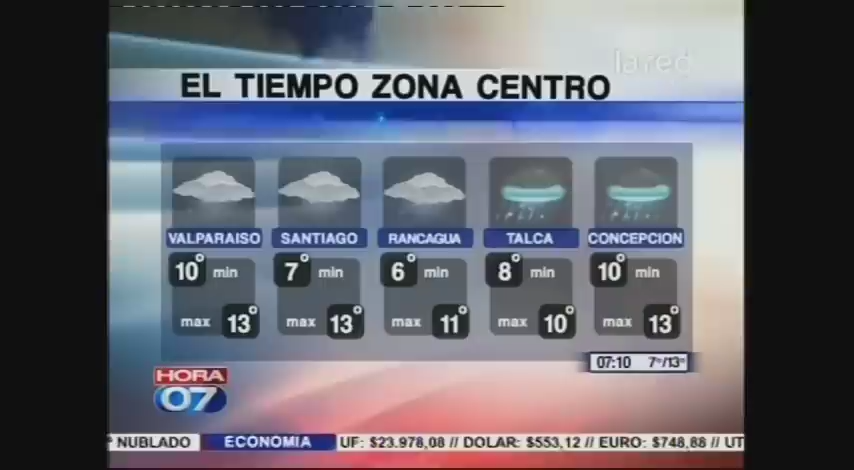 la red
EL TIEMPO ZONA CENTRO
VALPARAISO SANTIAGO RANCAGUA TALCA CONCEPCION
10° min 7° min 6° min 8° min 10° min
max 13° max 13° max 11° max 10° max 13°
07:10 7°/13°
HORA
07
° NUBLADO ECONOMIA UF: $23.978,08 // DOLAR: $553,12 // EURO: $748,88 // UT